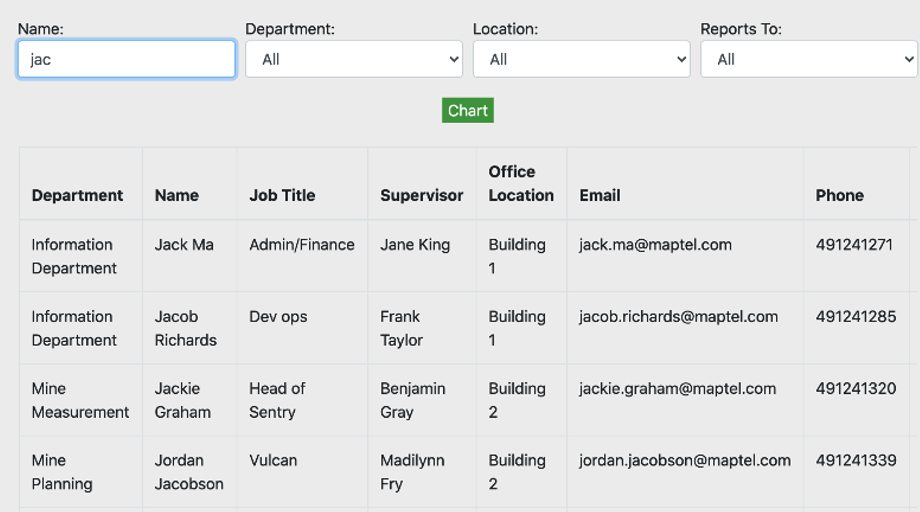 Name: Department: Location: Reports To:
jac All All All
Chart
Department Name Job Title Supervisor Office Location Email Phone
Information Department Jack Ma Admin/Finance Jane King Building 1 jack.ma@maptel.com 491241271
Information Department Jacob Richards Dev ops Frank Taylor Building 1 jacob.richards@maptel.com 491241285
Mine Measurement Jackie Graham Head of Sentry Benjamin Gray Building 2 jackie.graham@maptel.com 491241320
Mine Planning Jordan Jacobson Vulcan Madilynn Fry Building 2 jordan.jacobson@maptel.com 491241339